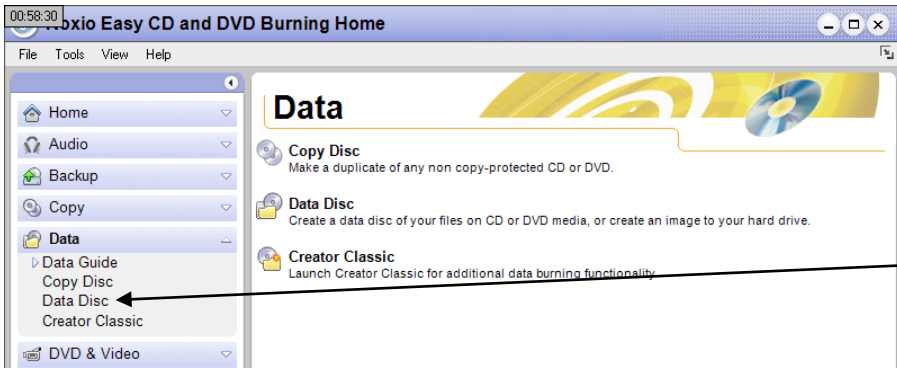 00:58:30
Roxio Easy CD and DVD Burning Home
File Tools View Help
Home
Audio
Backup
Copy
Data
Data Guide
Copy Disc
Data Disc
Creator Classic
DVD & Video
Data
Copy Disc
Make a duplicate of any non copy-protected CD or DVD.
Data Disc
Create a data disc of your files on CD or DVD media, or create an image to your hard drive.
Creator Classic
Launch Creator Classic for additional data burning functionality.